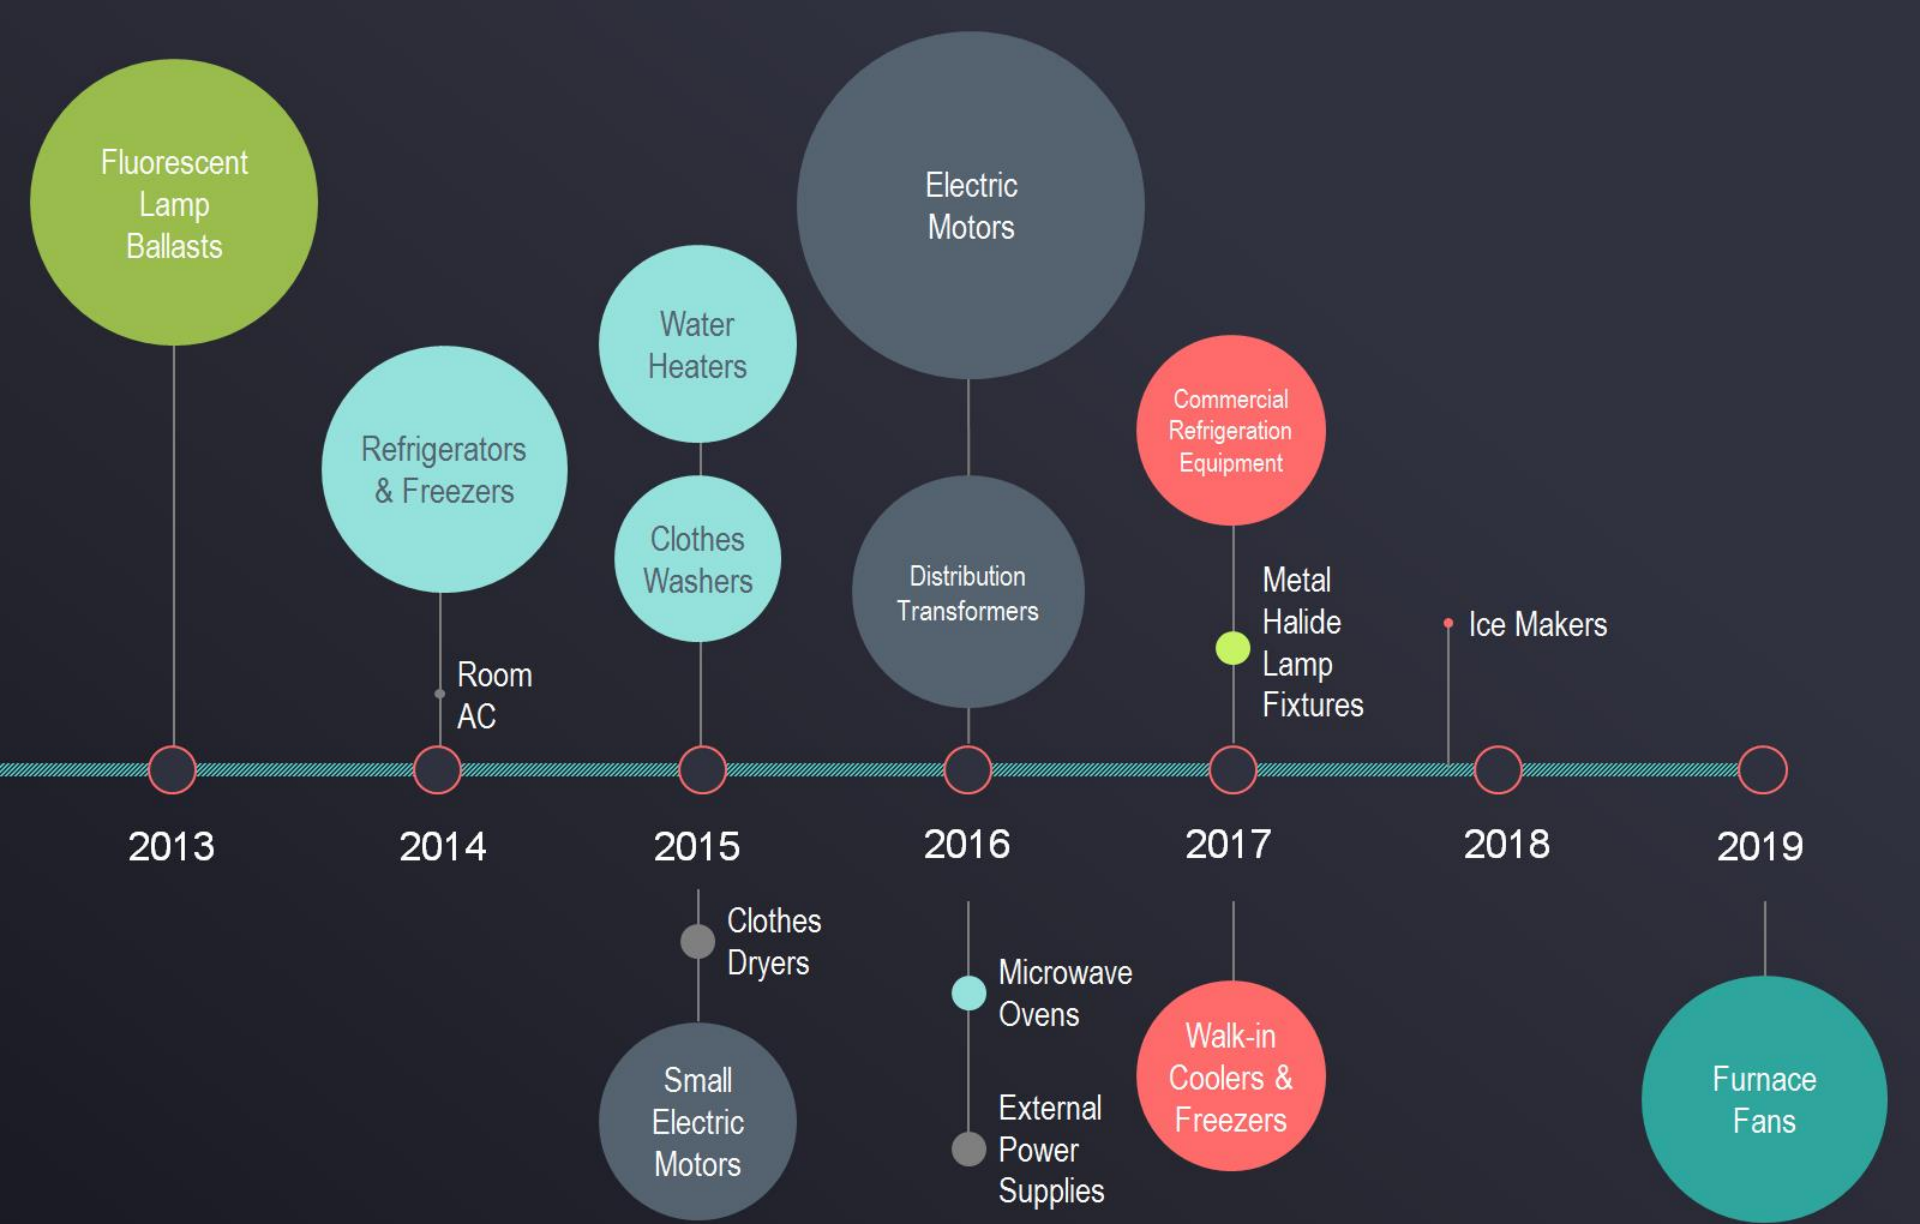 Fluorescent
Lamp
Ballasts
Refrigerators
& Freezers
Room
AC
Water
Heaters
Clothes
Washers
Electric
Motors
Distribution
Transformers
Commercial
Refrigeration
Equipment
Metal
Halide
Lamp
Fixtures
Ice Makers
2013
2014
2015
2016
2017
2018
2019
Clothes
Dryers
Small
Electric
Motors
Microwave
Ovens
External
Power
Supplies
Walk-in
Coolers &
Freezers
Furnace
Fans